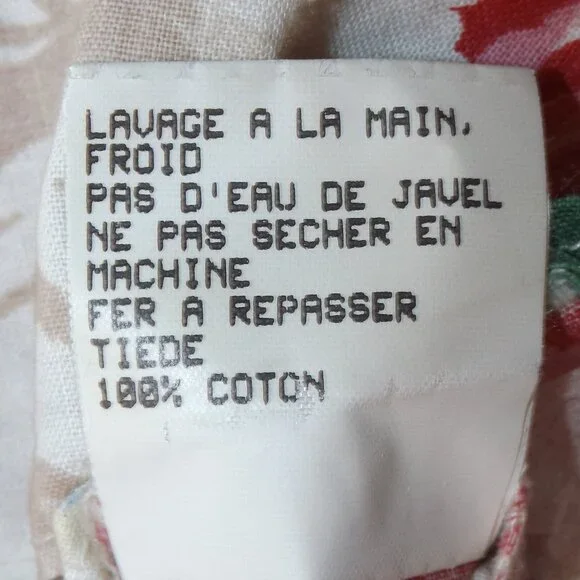 LAVAGE A LA MAIN,
FROID
PAS D'EAU DE JAVEL
NE PAS SECHER EN
MACHINE
FER A REPASSER
TIEDE
100% COTON